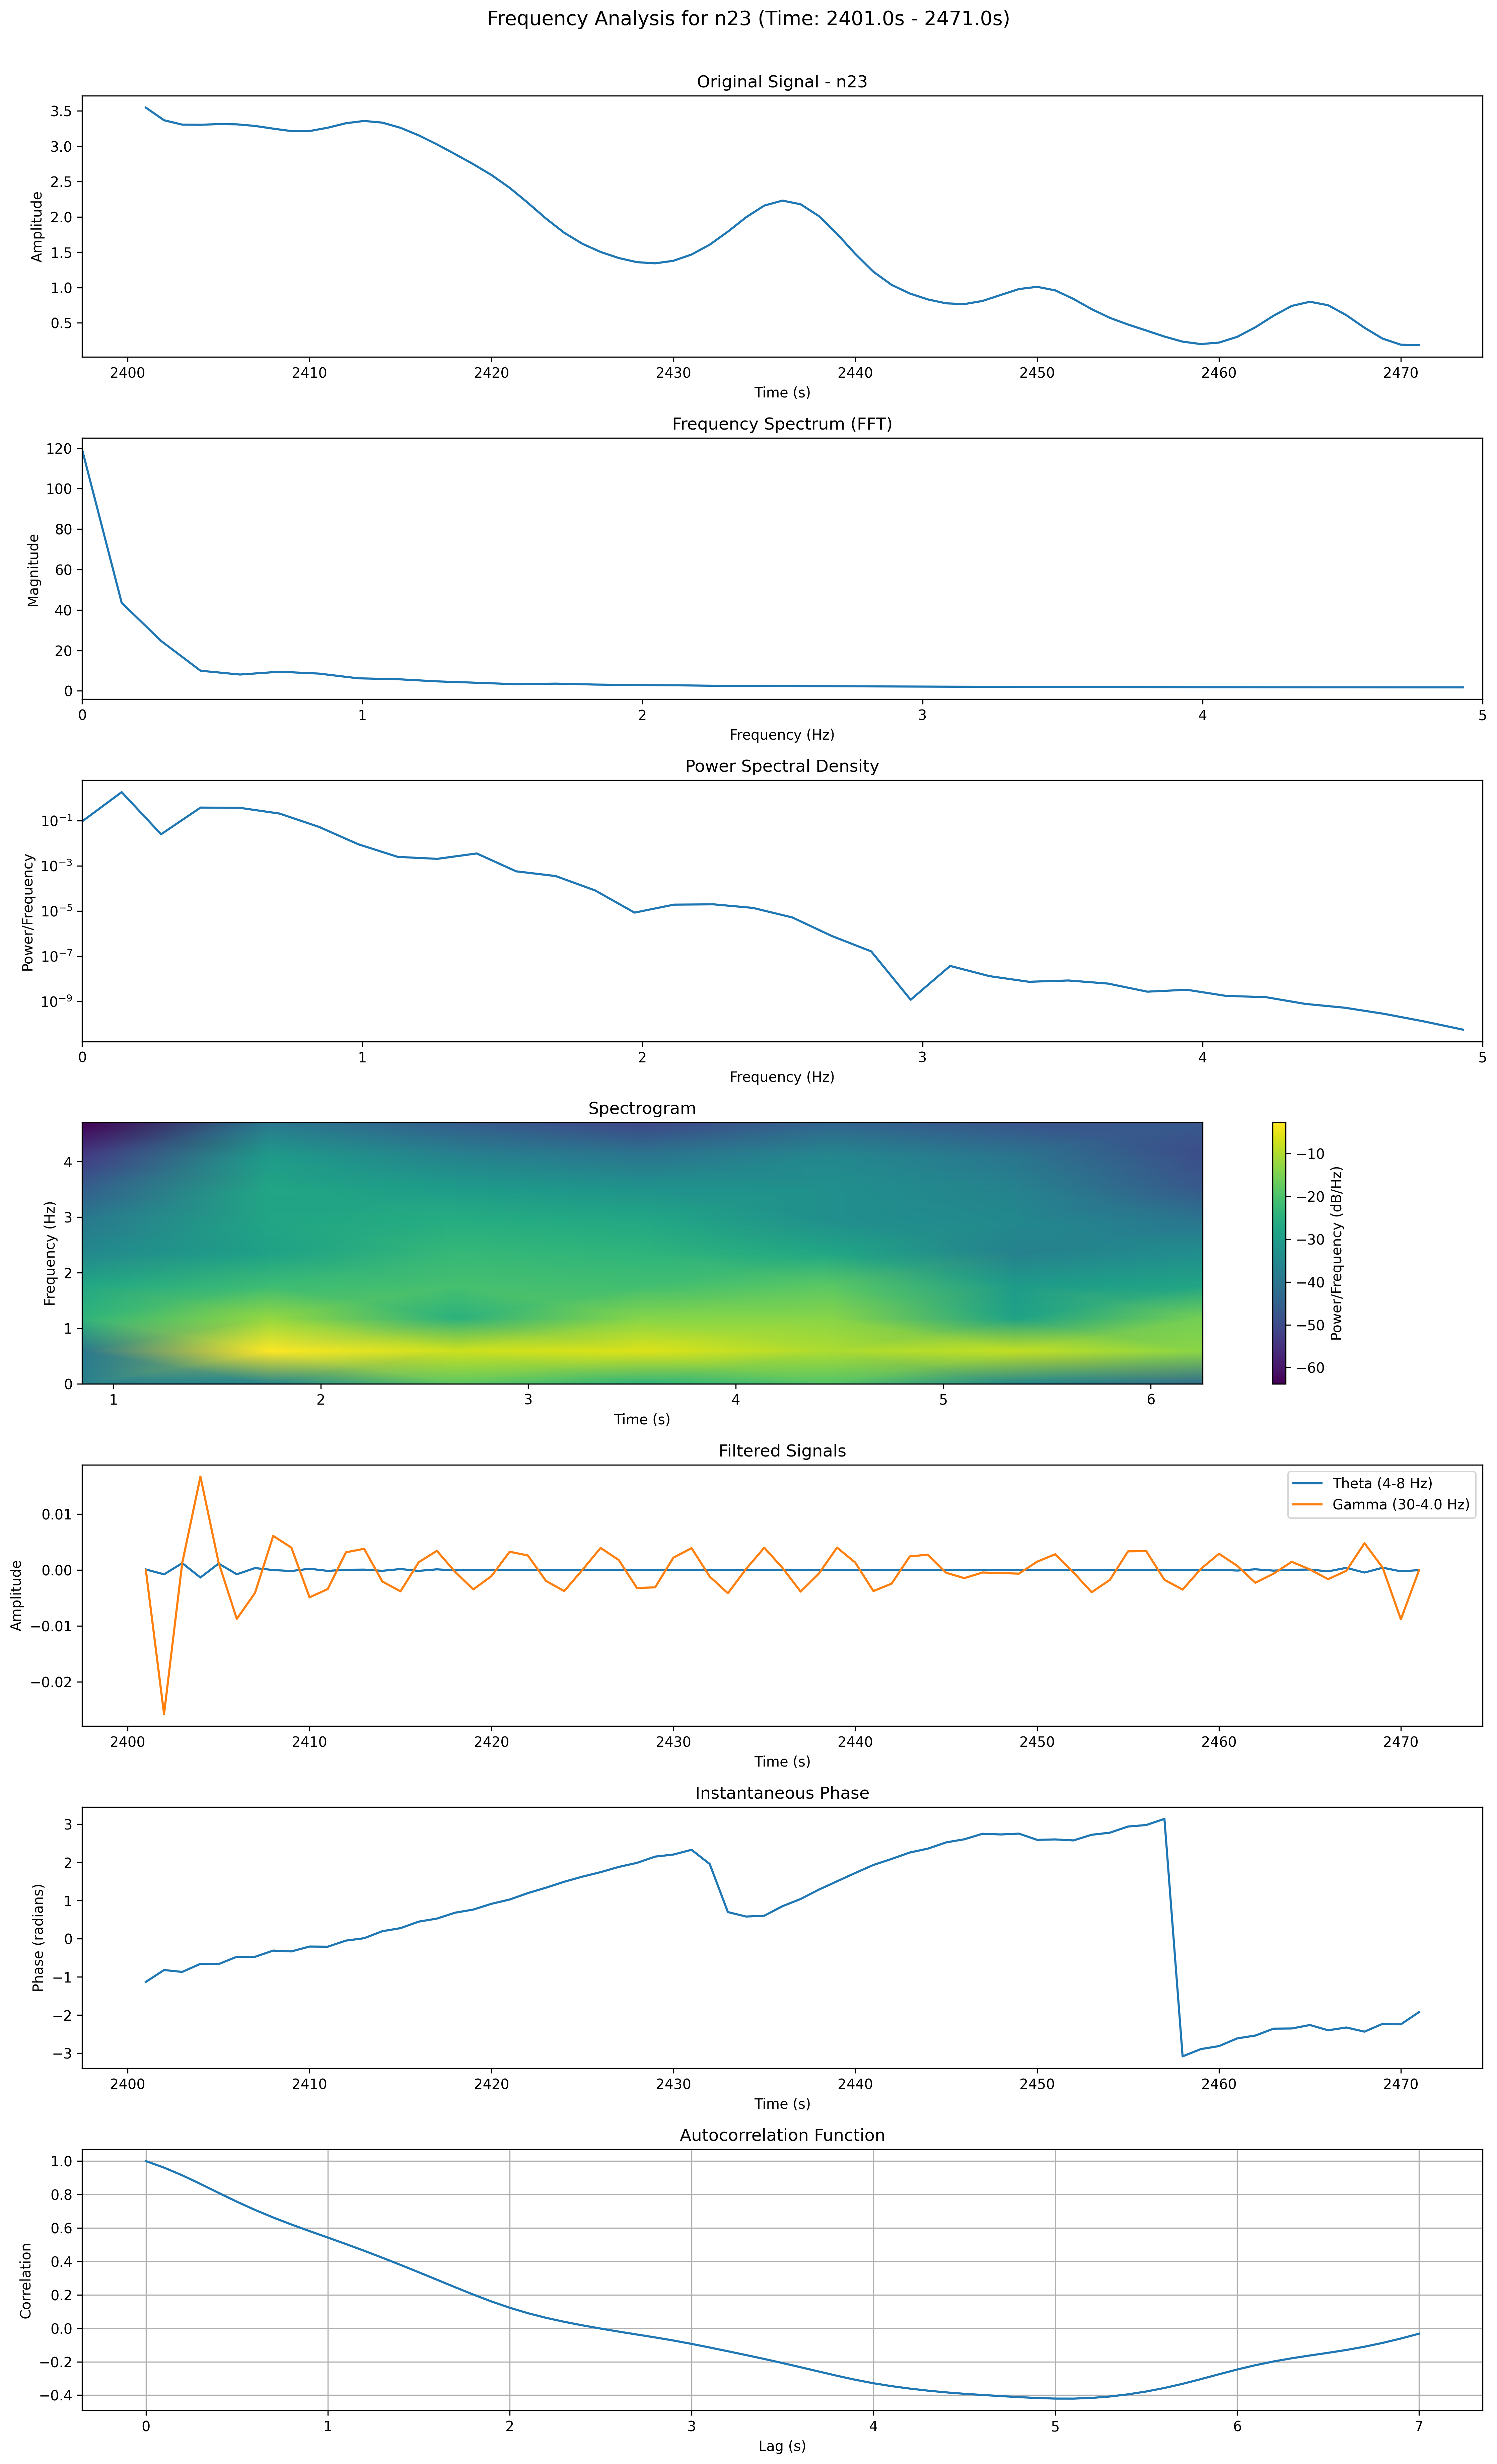 Frequency Analysis for n23 (Time: 2401.0s - 2471.0s)
Original Signal - n23
Amplitude
3.5
3.0
2.5
2.0
1.5
1.0
0.5
2400 2410 2420 2430 2440 2450 2460 2470
Time (s)
Frequency Spectrum (FFT)
Magnitude
120
100
80
60
40
20
0
0 1 2 3 4 5
Frequency (Hz)
Power Spectral Density
Power/Frequency
10⁻¹
10⁻³
10⁻⁵
10⁻⁷
10⁻⁹
0 1 2 3 4 5
Frequency (Hz)
Spectrogram
Frequency (Hz)
4
3
2
1
0
1 2 3 4 5 6
Time (s)
−10
−20
−30
−40
−50
−60
Power/Frequency (dB/Hz)
Filtered Signals
Theta (4-8 Hz)
Gamma (30-4.0 Hz)
Amplitude
0.01
0.00
−0.01
−0.02
2400 2410 2420 2430 2440 2450 2460 2470
Time (s)
Instantaneous Phase
Phase (radians)
3
2
1
0
−1
−2
−3
2400 2410 2420 2430 2440 2450 2460 2470
Time (s)
Autocorrelation Function
Correlation
1.0
0.8
0.6
0.4
0.2
0.0
−0.2
−0.4
0 1 2 3 4 5 6 7
Lag (s)